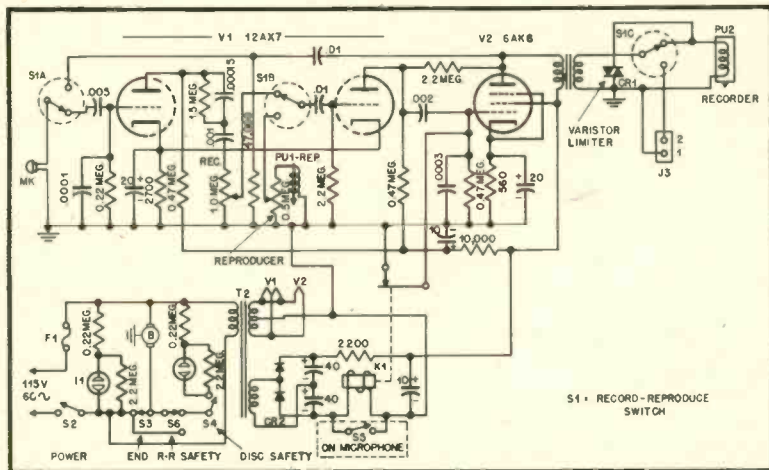 V1 12AX7
V2 6AK6
S1A
.005
.01
1.5 MEG.
.00015
.001
S1B
.01
2.2 MEG.
.002
S1C
PU2
CR1
RECORDER
VARISTOR
LIMITER
2
1
J3
MK
.0001
0.22 MEG.
20
2700
0.47 MEG.
REC.
1.0 MEG.
47,000
PU1-REP.
0.5 MEG.
2.2 MEG.
0.47 MEG.
.0003
0.47 MEG.
560
20
REPRODUCER
10
10,000
F1
0.22 MEG.
B
0.22 MEG.
T2
V1
V2
I1
2.2 MEG.
2.2 MEG.
115V
60
S2
S3
S6
S4
CR2
40
40
2200
K1
10
S5
ON MICROPHONE
S1 = RECORD-REPRODUCE
SWITCH
POWER
END R-R SAFETY
DISC SAFETY